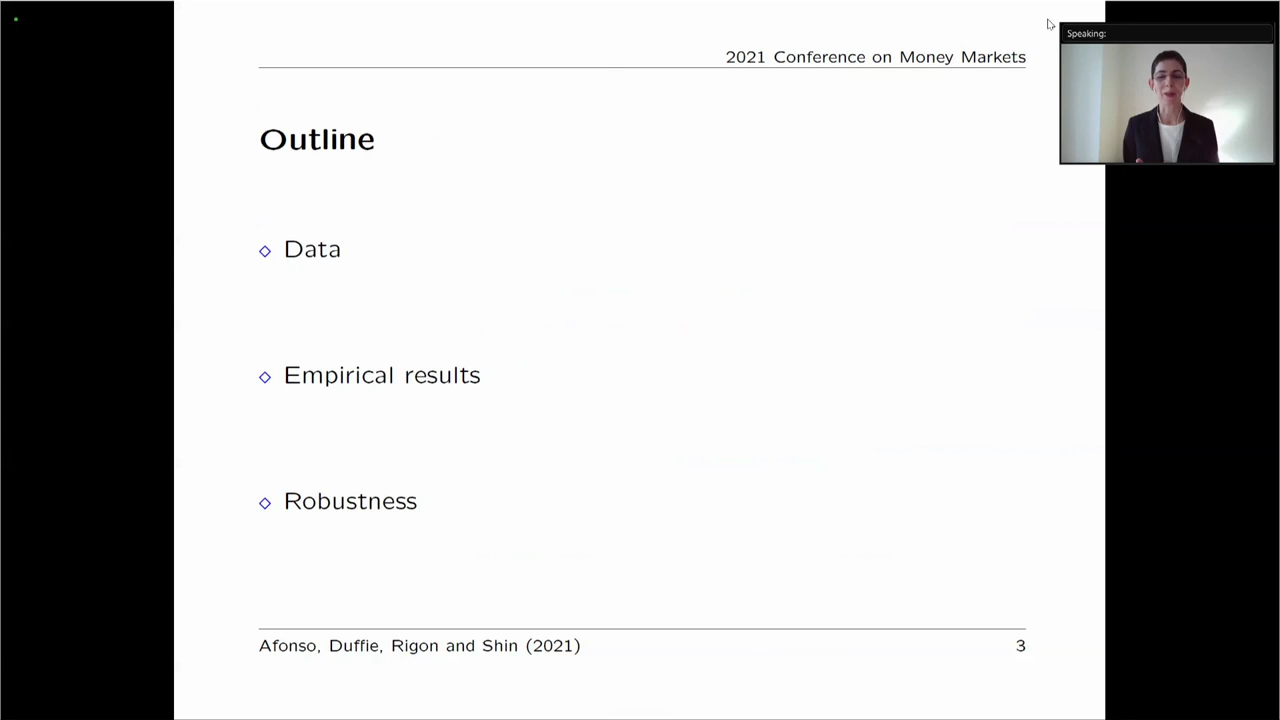 2021 Conference on Money Markets
Speaking:
Outline
Data
Empirical results
Robustness
Afonso, Duffie, Rigon and Shin (2021)
3